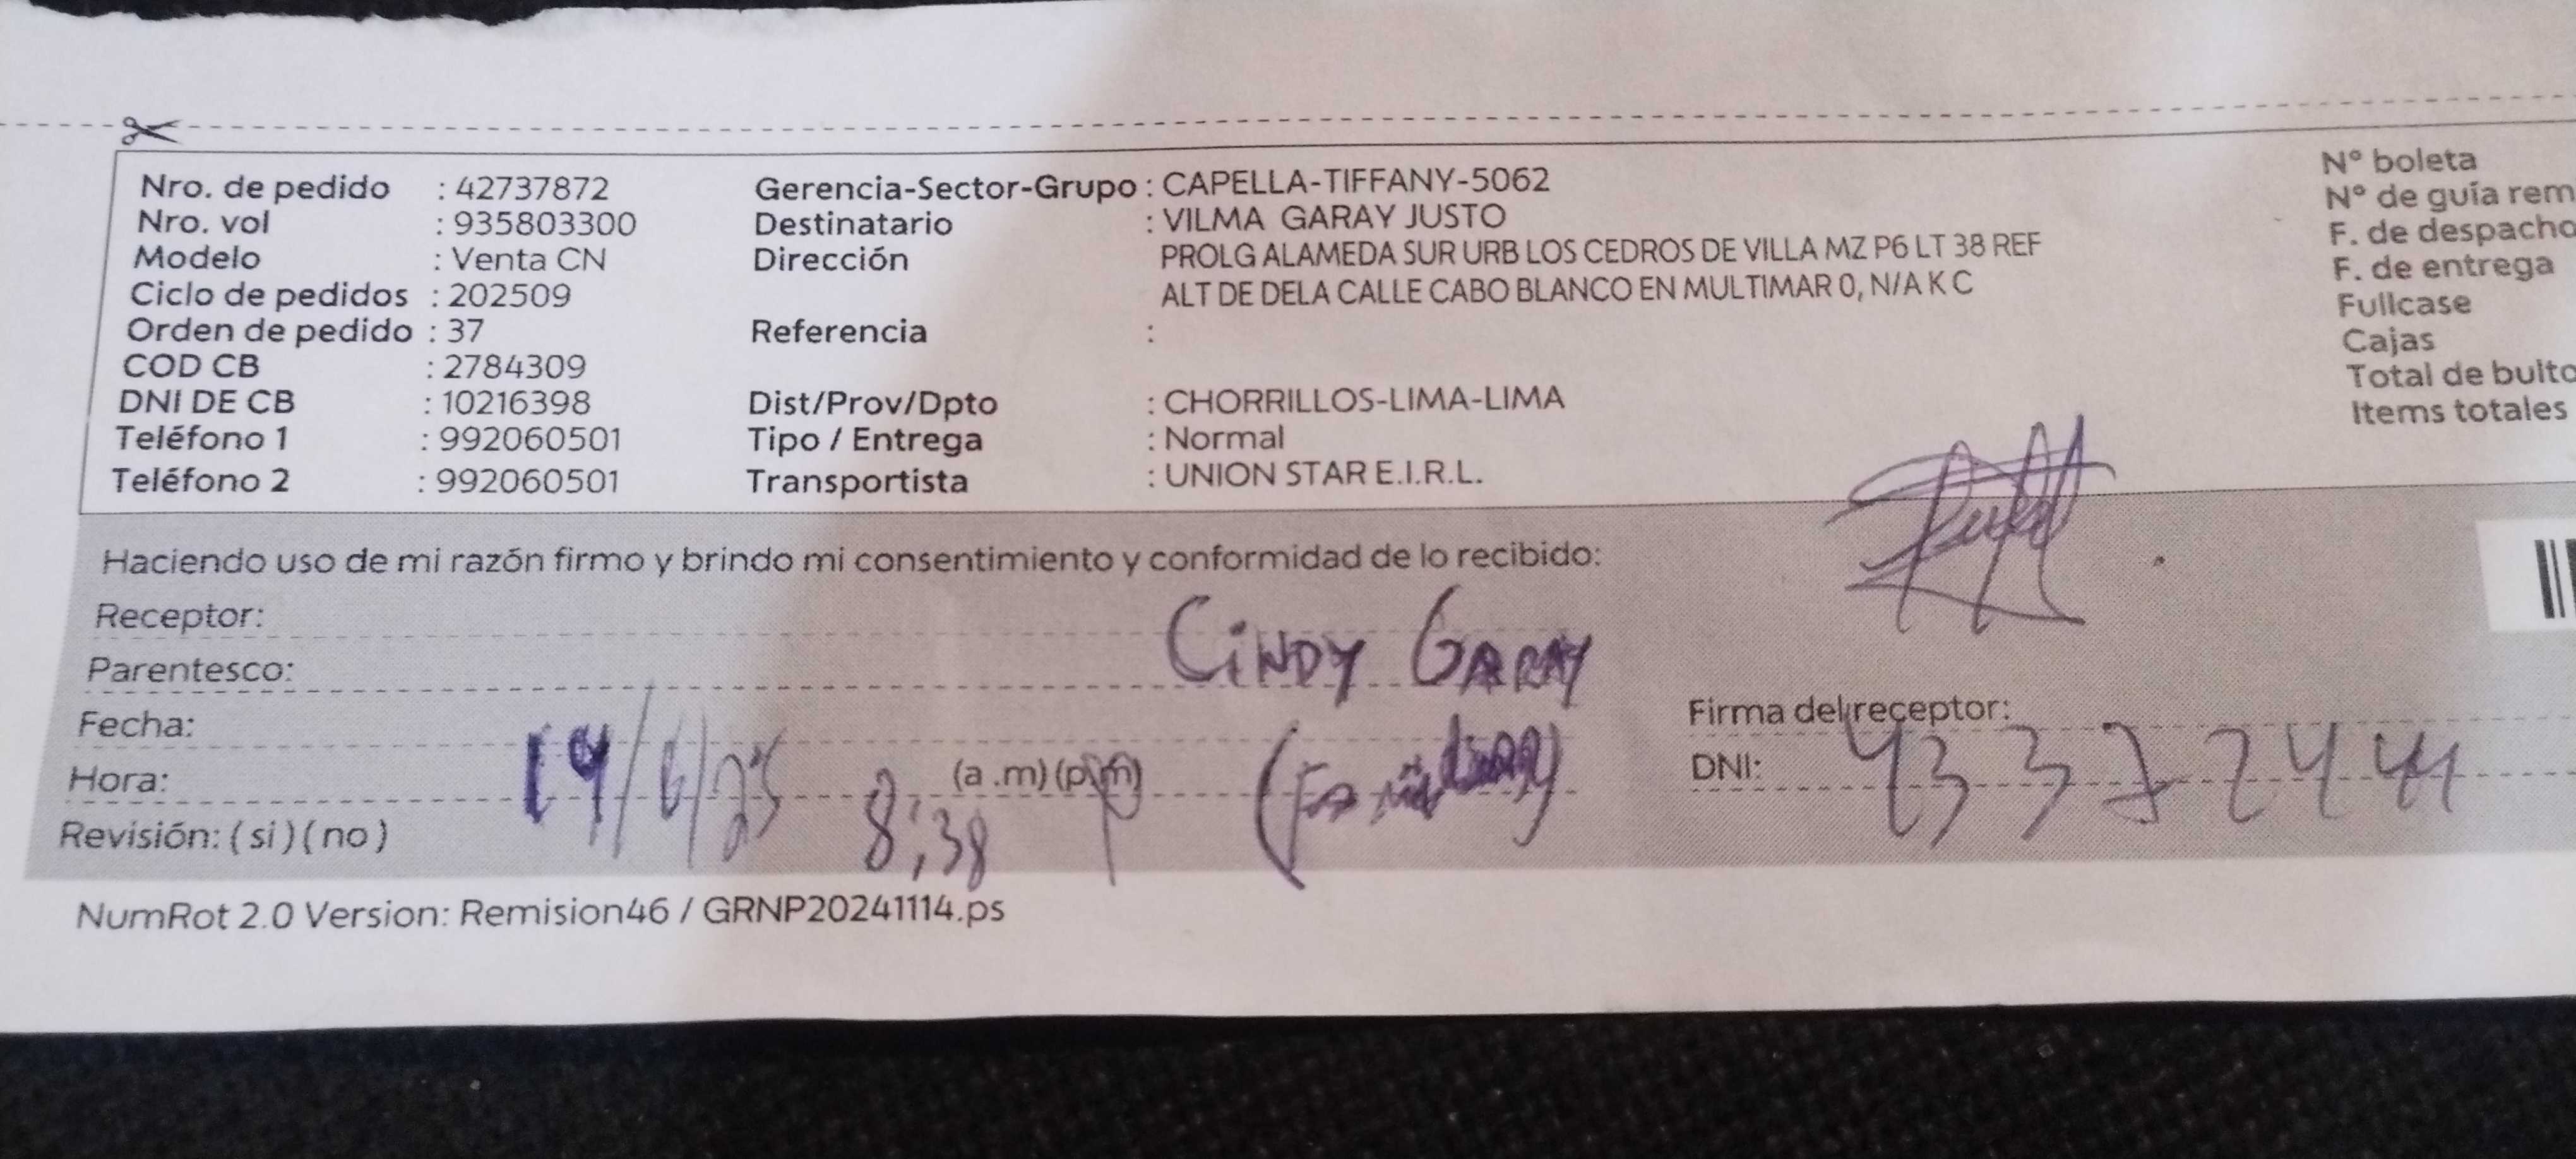 Nro. de pedido : 42737872 Gerencia-Sector-Grupo : CAPELLA-TIFFANY-5062 N° boleta
Nro. vol : 935803300 Destinatario : VILMA GARAY JUSTO N° de guía rem
Modelo : Venta CN Dirección PROLG ALAMEDA SUR URB LOS CEDROS DE VILLA MZ P6 LT 38 REF F. de despacho
Ciclo de pedidos : 202509 ALT DE DELA CALLE CABO BLANCO EN MULTIMAR 0, N/A K C F. de entrega
Orden de pedido : 37 Referencia : Fullcase
COD CB : 2784309 Cajas
DNI DE CB : 10216398 Dist/Prov/Dpto : CHORRILLOS-LIMA-LIMA Total de bulto
Teléfono 1 : 992060501 Tipo / Entrega : Normal Items totales
Teléfono 2 : 992060501 Transportista : UNION STAR E.I.R.L.
Haciendo uso de mi razón firmo y brindo mi consentimiento y conformidad de lo recibido:
Receptor:
Parentesco: CINDY GARAY
Fecha: Firma del receptor:
Hora: 14/6/25 (a .m) (p.m) DNI:
8:38
Revisión: ( si ) ( no )
NumRot 2.0 Version: Remision46 / GRNP20241114.ps